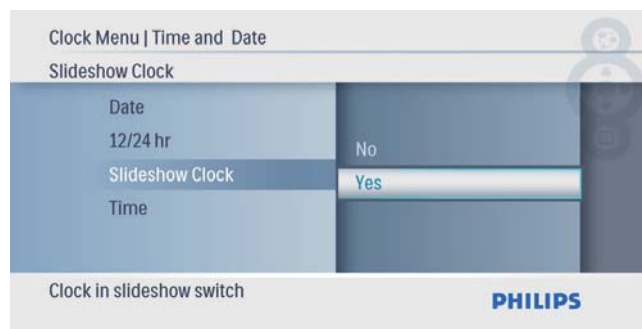 Clock Menu | Time and Date
Slideshow Clock
Date
12/24 hr
Slideshow Clock
Time
No
Yes
Clock in slideshow switch
PHILIPS